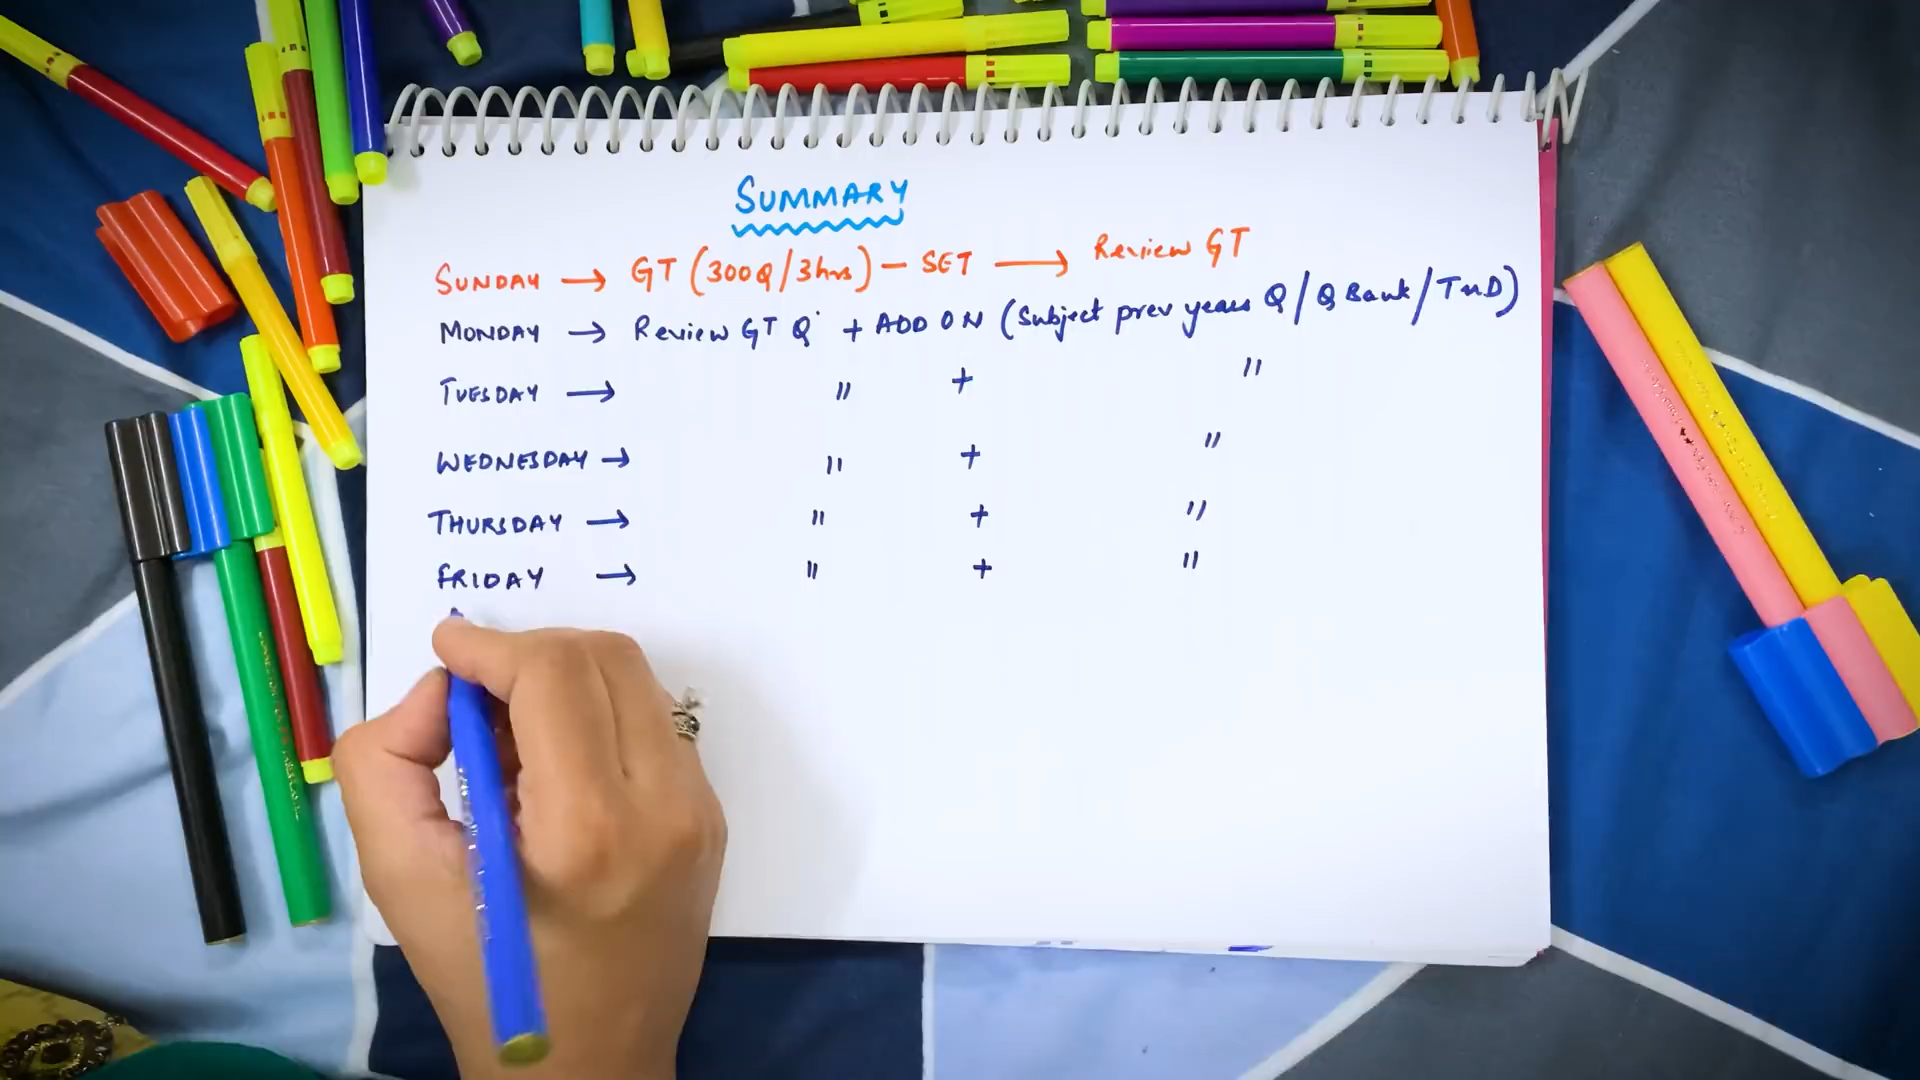 SUMMARY
SUNDAY → GT (300Q/3hrs) – SET → Review GT
MONDAY → Review GT Q + ADD ON (Subject prev years Q / Q Bank / TnD)
TUESDAY → " + "
WEDNESDAY → " + "
THURSDAY → " + "
FRIDAY → " + "